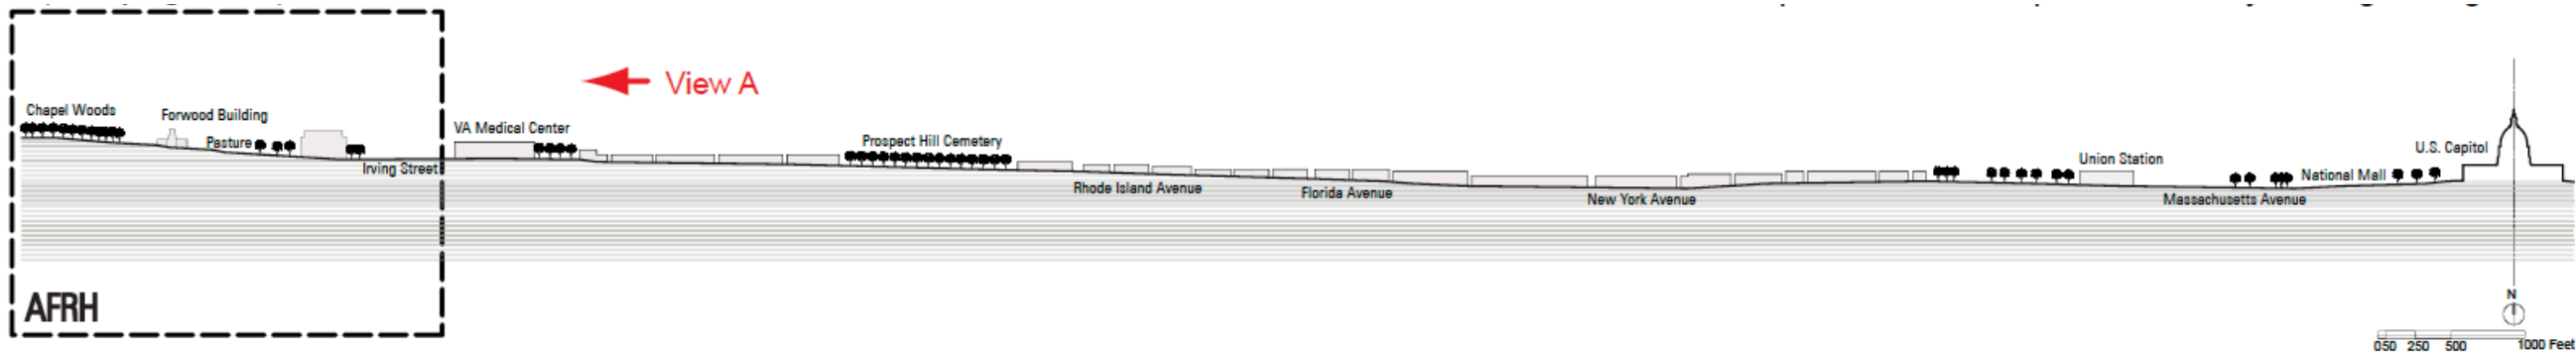 View A
Chapel Woods
Forwood Building
Pasture
Irving Street
VA Medical Center
Prospect Hill Cemetery
Rhode Island Avenue
Florida Avenue
New York Avenue
Union Station
Massachusetts Avenue
National Mall
U.S. Capitol
AFRH
N
050 250 500 1000 Feet